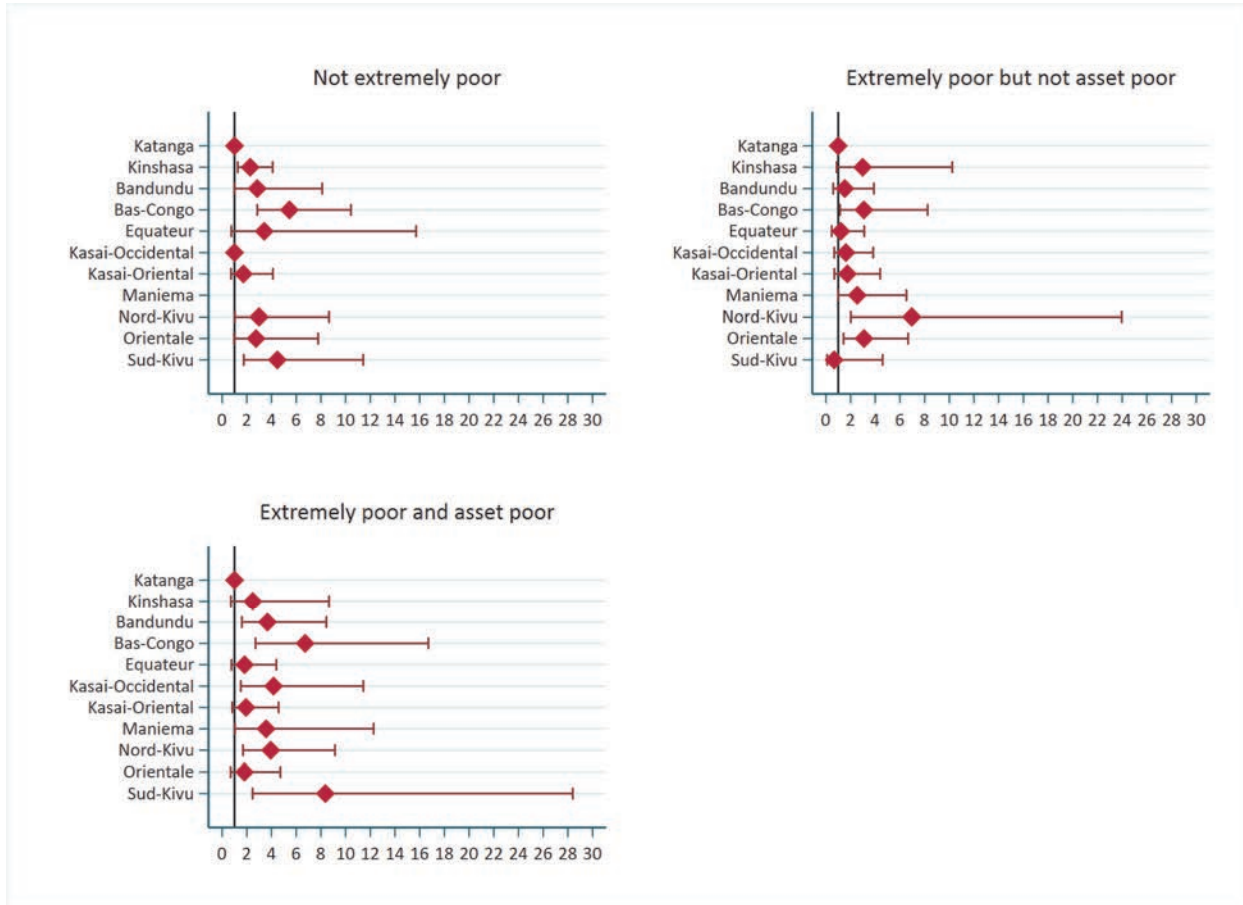 Not extremely poor
Katanga
Kinshasa
Bandundu
Bas-Congo
Equateur
Kasai-Occidental
Kasai-Oriental
Maniema
Nord-Kivu
Orientale
Sud-Kivu
0 2 4 6 8 10 12 14 16 18 20 22 24 26 28 30
Extremely poor but not asset poor
Katanga
Kinshasa
Bandundu
Bas-Congo
Equateur
Kasai-Occidental
Kasai-Oriental
Maniema
Nord-Kivu
Orientale
Sud-Kivu
0 2 4 6 8 10 12 14 16 18 20 22 24 26 28 30
Extremely poor and asset poor
Katanga
Kinshasa
Bandundu
Bas-Congo
Equateur
Kasai-Occidental
Kasai-Oriental
Maniema
Nord-Kivu
Orientale
Sud-Kivu
0 2 4 6 8 10 12 14 16 18 20 22 24 26 28 30